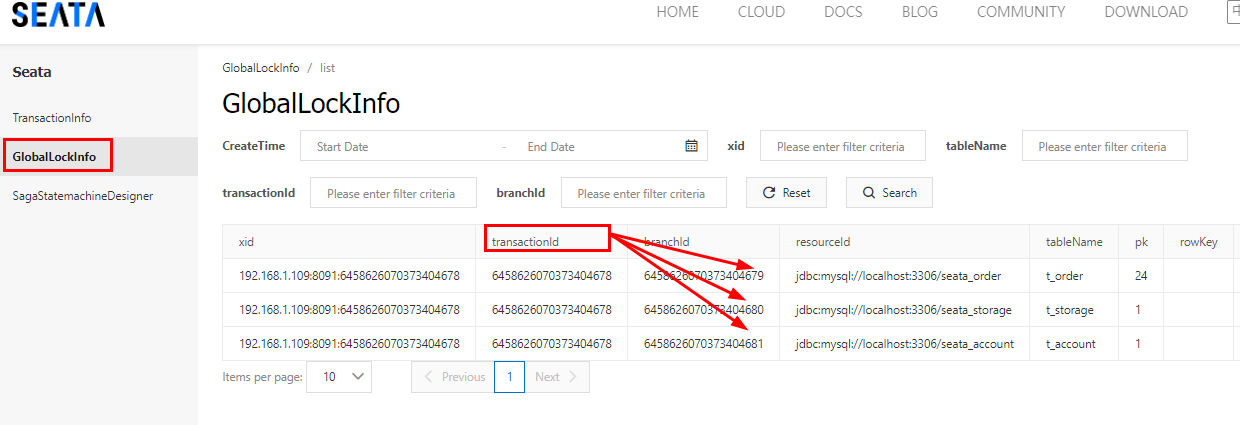 SEATA HOME CLOUD DOCS BLOG COMMUNITY DOWNLOAD 中
Seata
TransactionInfo
GlobalLockInfo
SagaStatemachineDesigner
GlobalLockInfo / list
GlobalLockInfo
CreateTime Start Date - End Date xid Please enter filter criteria tableName Please enter filter criteria
transactionId Please enter filter criteria branchId Please enter filter criteria Reset Search
xid transactionId branchId resourceId tableName pk rowKey
192.168.1.109:8091:6458626070373404678 6458626070373404678 6458626070373404679 jdbc:mysql://localhost:3306/seata_order t_order 24
192.168.1.109:8091:6458626070373404678 6458626070373404678 6458626070373404680 jdbc:mysql://localhost:3306/seata_storage t_storage 1
192.168.1.109:8091:6458626070373404678 6458626070373404678 6458626070373404681 jdbc:mysql://localhost:3306/seata_account t_account 1
Items per page: 10 Previous 1 Next